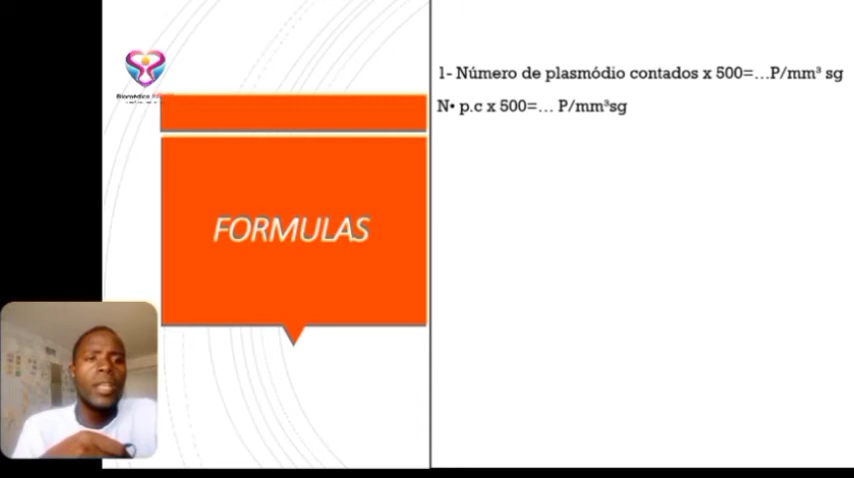 1- Número de plasmódio contados x 500=...P/mm³ sg
N• p.c x 500=... P/mm³sg
FORMULAS